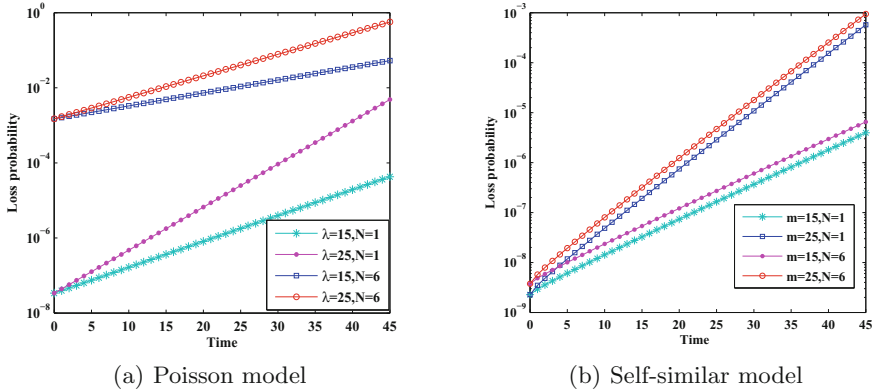 10^0
10^-2
10^-4
10^-6
10^-8
Loss probability
0 5 10 15 20 25 30 35 40 45
Time
λ=15,N=1
λ=25,N=1
λ=15,N=6
λ=25,N=6
(a) Poisson model
10^-3
10^-4
10^-5
10^-6
10^-7
10^-8
10^-9
Loss probability
0 5 10 15 20 25 30 35 40 45
Time
m=15,N=1
m=25,N=1
m=15,N=6
m=25,N=6
(b) Self-similar model